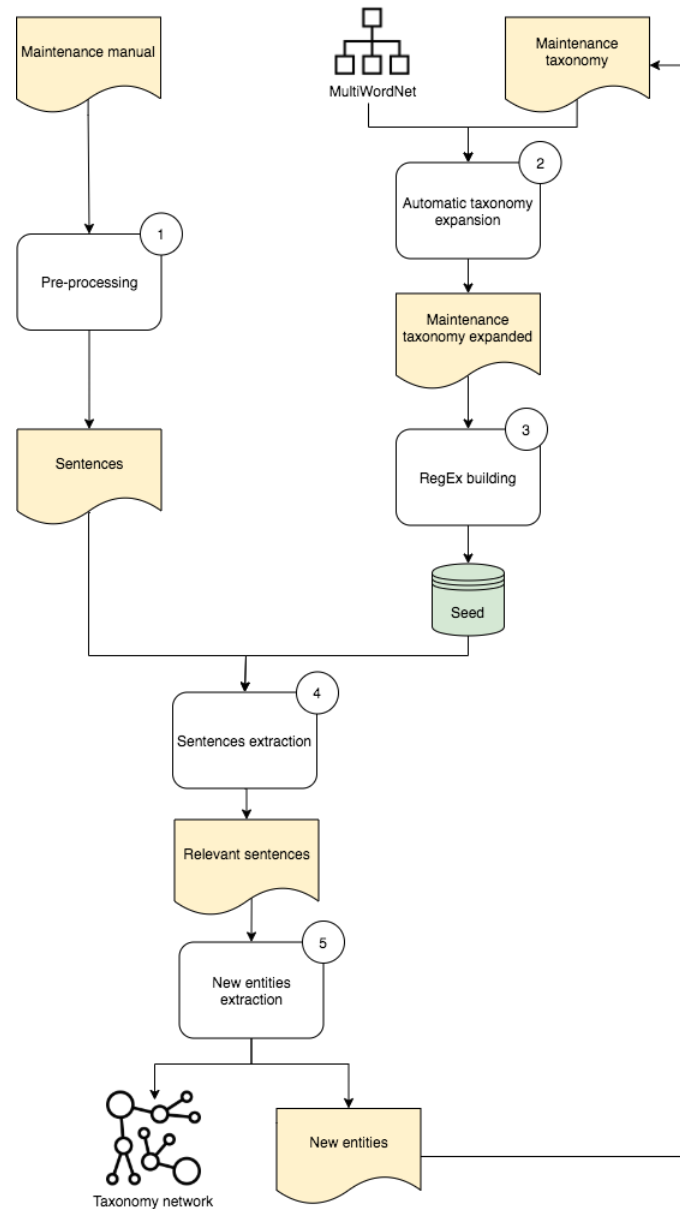 Maintenance manual
MultiWordNet
Maintenance
taxonomy
1
Pre-processing
2
Automatic taxonomy
expansion
Maintenance
taxonomy expanded
Sentences
3
RegEx building
Seed
4
Sentences extraction
Relevant sentences
5
New entities
extraction
Taxonomy network
New entities